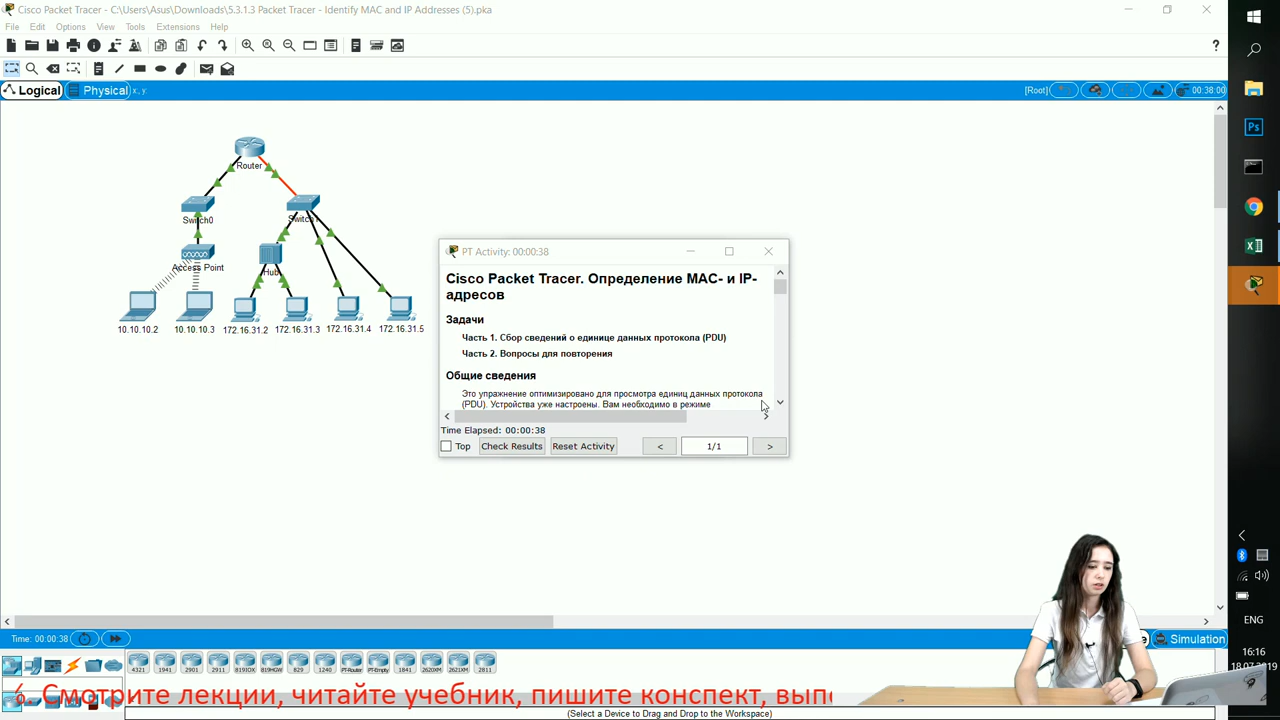 Cisco Packet Tracer - C:\Users\Asus\Downloads\5.3.1.3 Packet Tracer - Identify MAC and IP Addresses (5).pka
File Edit Options View Tools Extensions Help
?
Logical Physical x, y: [Root] 00:38:00
Router
Switch0
Access Point Hub
10.10.10.2 10.10.10.3 172.16.31.2 172.16.31.3 172.16.31.4 172.16.31.5
PT Activity: 00:00:38
Cisco Packet Tracer. Определение MAC- и IP-
адресов
Задачи
Часть 1. Сбор сведений о единице данных протокола (PDU)
Часть 2. Вопросы для повторения
Общие сведения
Это упражнение оптимизировано для просмотра единиц данных протокола
(PDU). Устройства уже настроены. Вам необходимо в режиме
Time Elapsed: 00:00:38
Top Check Results Reset Activity < 1/1 >
Time: 00:00:38 Simulation
4321 1941 2901 2911 819IOX 819HGW 829 1240 PT-Router PT-Empty 1841 2620XM 2621XM 2811
6. Смотрите лекции, читайте учебник, пишите конспект, вып
(Select a Device to Drag and Drop to the Workspace)
Ps
ENG
16:16
18.07.2019